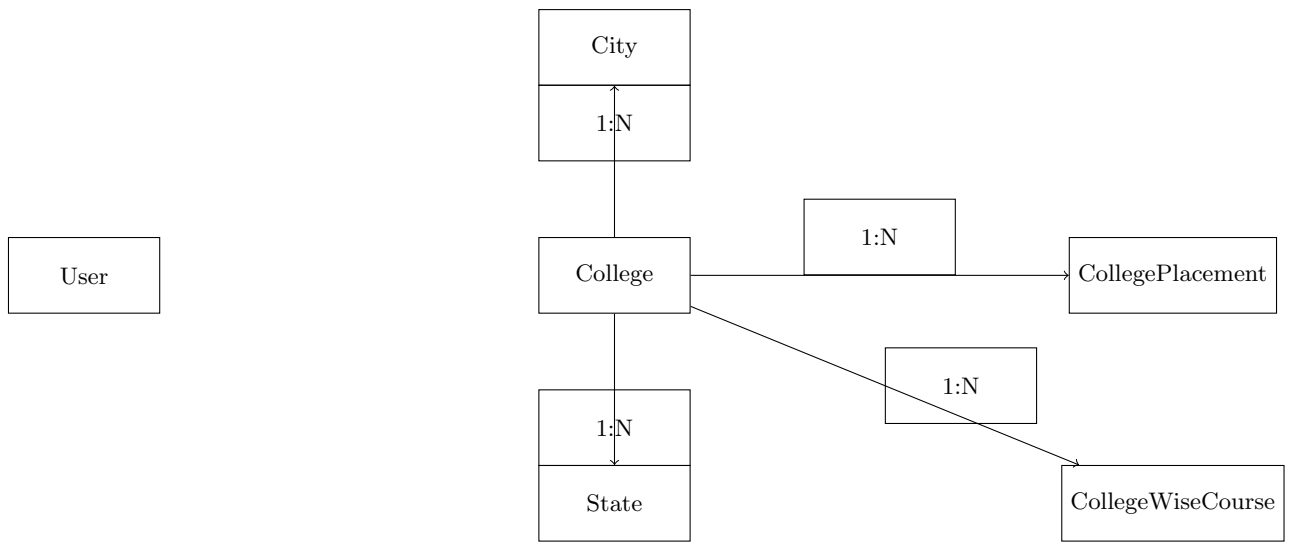 City
1:N
1:N
User
College
CollegePlacement
1:N
1:N
State
CollegeWiseCourse